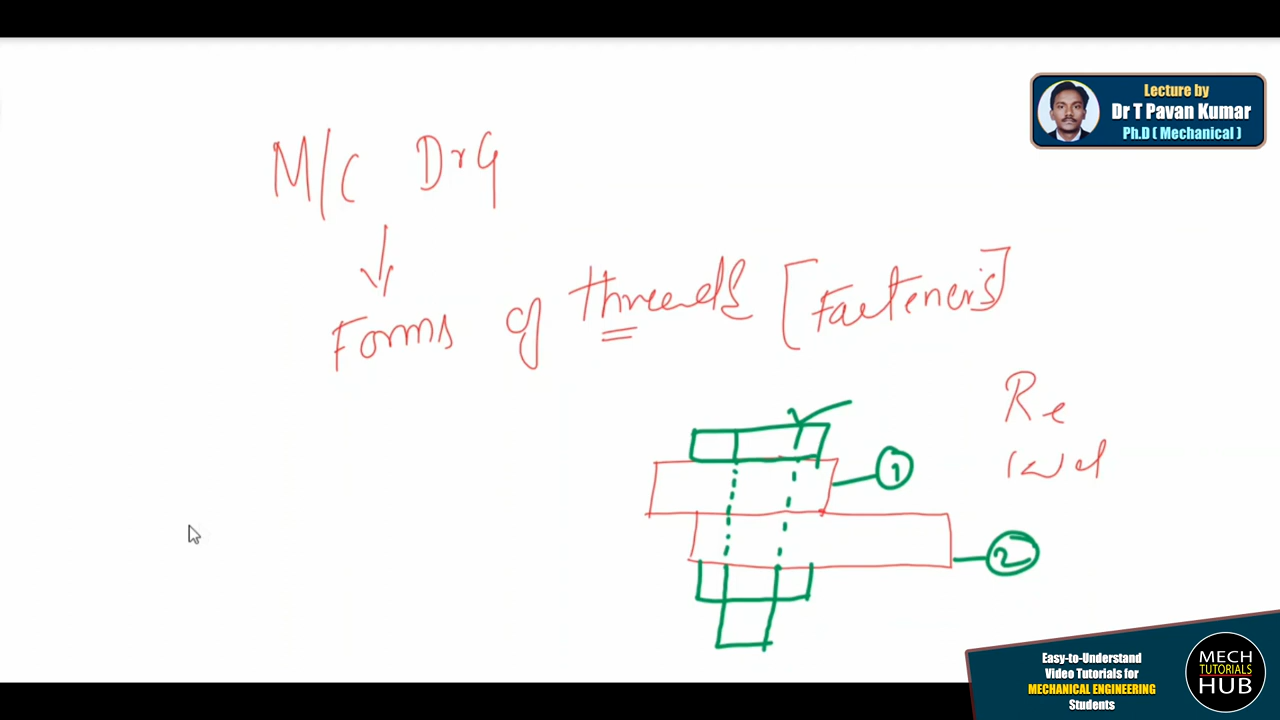 Lecture by
Dr T Pavan Kumar
Ph.D ( Mechanical )
M/C DrG
Forms of threads [Fastener's]
Re
1
2
Easy-to-Understand
Video Tutorials for
MECHANICAL ENGINEERING
Students
MECH
TUTORIALS
HUB